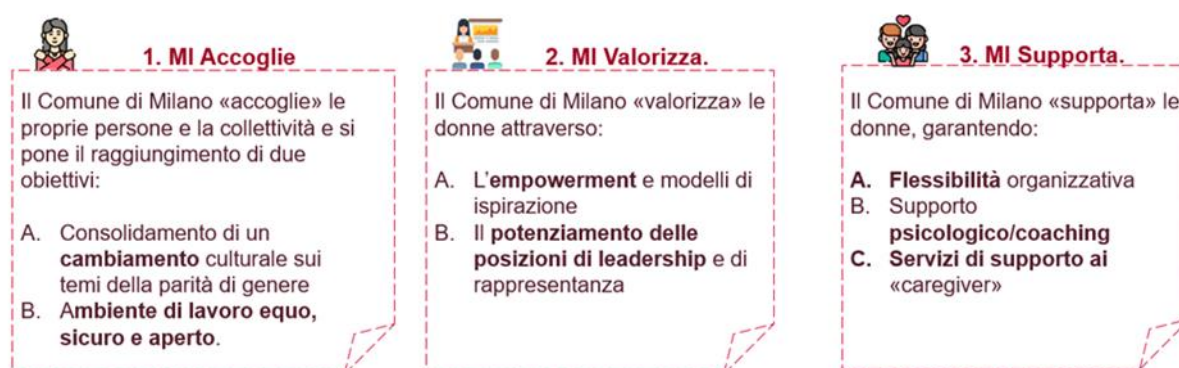 1. MI Accoglie
Il Comune di Milano «accoglie» le
proprie persone e la collettività e si
pone il raggiungimento di due
obiettivi:
A. Consolidamento di un
cambiamento culturale sui
temi della parità di genere
B. Ambiente di lavoro equo,
sicuro e aperto.
2. MI Valorizza.
Il Comune di Milano «valorizza» le
donne attraverso:
A. L'empowerment e modelli di
ispirazione
B. Il potenziamento delle
posizioni di leadership e di
rappresentanza
3. MI Supporta.
Il Comune di Milano «supporta» le
donne, garantendo:
A. Flessibilità organizzativa
B. Supporto
psicologico/coaching
C. Servizi di supporto ai
«caregiver»